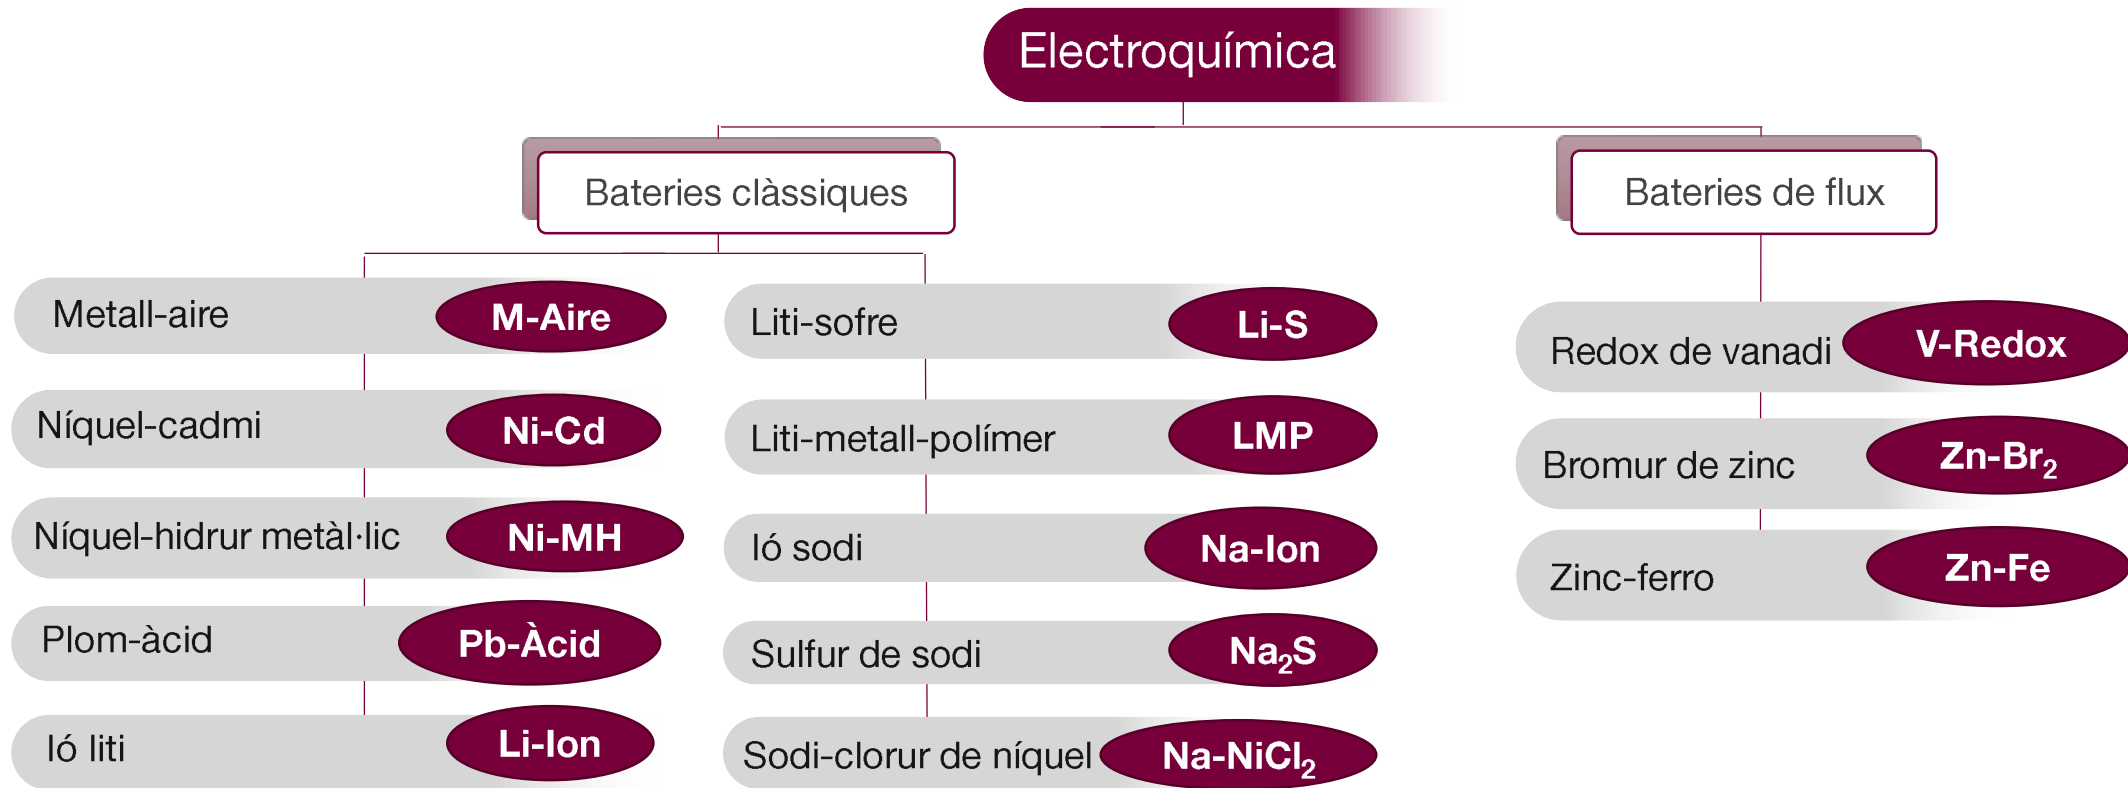 Electroquímica
Bateries clàssiques
Bateries de flux
Metall-aire
M-Aire
Níquel-cadmi
Ni-Cd
Níquel-hidrur metàl·lic
Ni-MH
Plom-àcid
Pb-Àcid
Ió liti
Li-Ion
Liti-sofre
Li-S
Liti-metall-polímer
LMP
Ió sodi
Na-Ion
Sulfur de sodi
Na₂S
Sodi-clorur de níquel
Na-NiCl₂
Redox de vanadi
V-Redox
Bromur de zinc
Zn-Br₂
Zinc-ferro
Zn-Fe